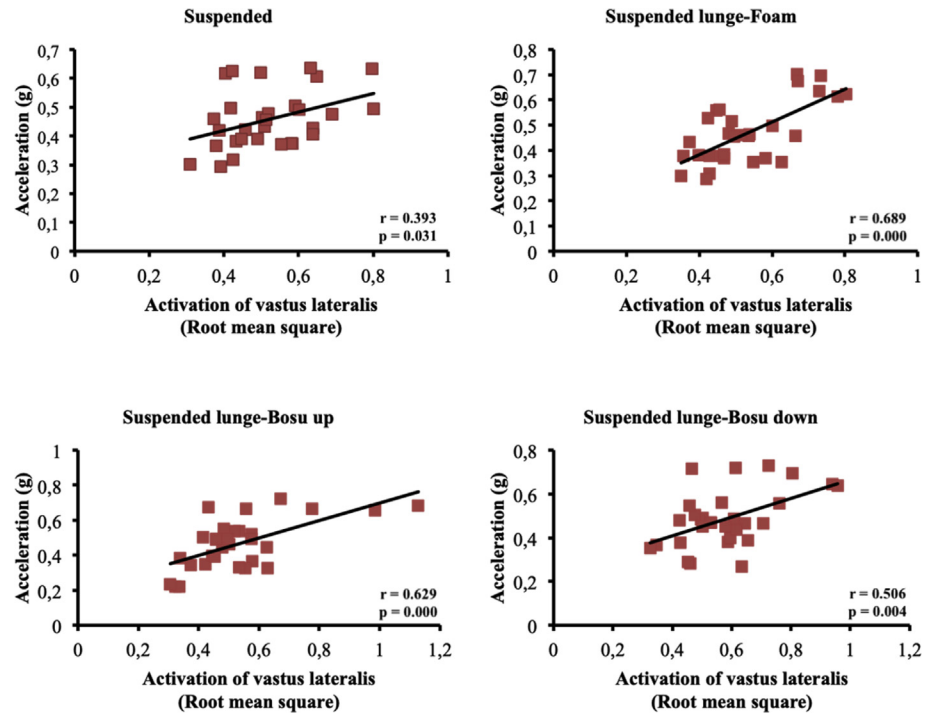 Suspended
Acceleration (g)
0,7
0,6
0,5
0,4
0,3
0,2
0,1
0
r = 0.393
p = 0.031
0 0,2 0,4 0,6 0,8 1
Activation of vastus lateralis
(Root mean square)
Suspended lunge-Foam
Acceleration (g)
0,8
0,7
0,6
0,5
0,4
0,3
0,2
0,1
0
r = 0.689
p = 0.000
0 0,2 0,4 0,6 0,8 1
Activation of vastus lateralis
(Root mean square)
Suspended lunge-Bosu up
Acceleration (g)
1
0,8
0,6
0,4
0,2
0
r = 0.629
p = 0.000
0 0,2 0,4 0,6 0,8 1 1,2
Activation of vastus lateralis
(Root mean square)
Suspended lunge-Bosu down
Acceleration (g)
0,8
0,6
0,4
0,2
0
r = 0.506
p = 0.004
0 0,2 0,4 0,6 0,8 1 1,2
Activation of vastus lateralis
(Root mean square)